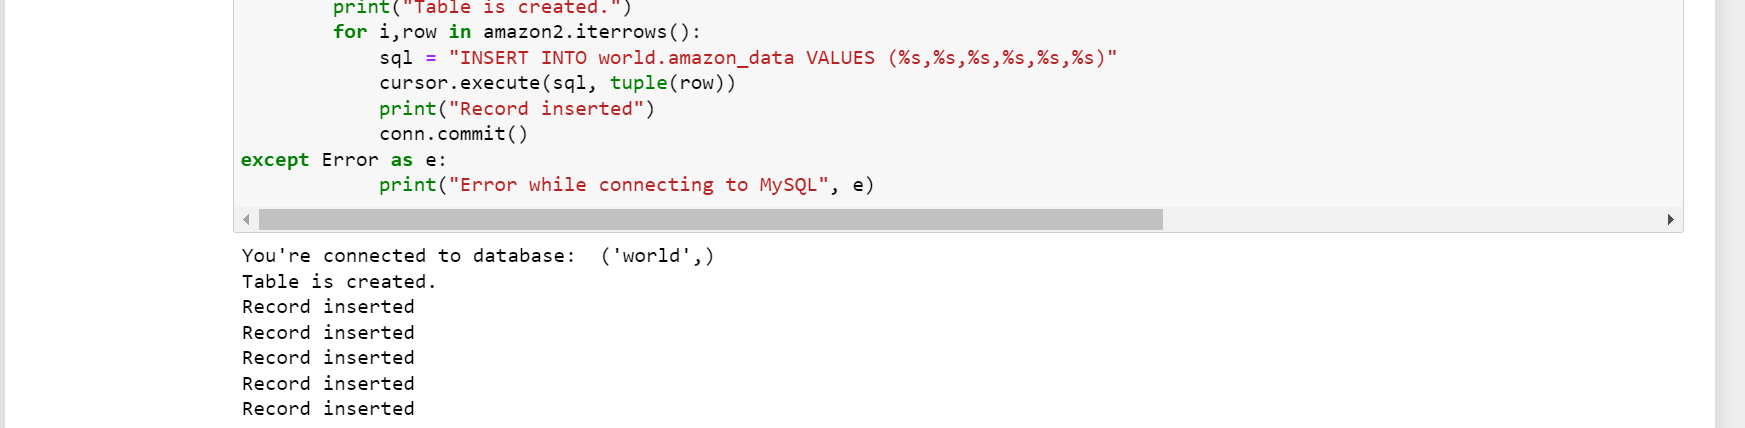 print("Table is created.")
for i,row in amazon2.iterrows():
sql = "INSERT INTO world.amazon_data VALUES (%s,%s,%s,%s,%s,%s)"
cursor.execute(sql, tuple(row))
print("Record inserted")
conn.commit()
except Error as e:
print("Error while connecting to MySQL", e)
You're connected to database:  ('world',)
Table is created.
Record inserted
Record inserted
Record inserted
Record inserted
Record inserted